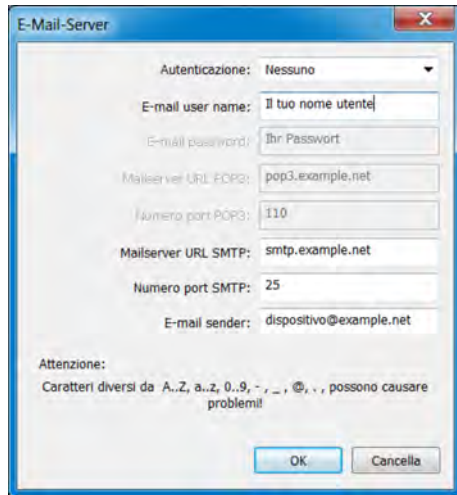 E-Mail-Server
Autenticazione: Nessuno
E-mail user name: Il tuo nome utente
E-mail password: Ihr Passwort
Mailserver URL POP3: pop3.example.net
Numero port POP3: 110
Mailserver URL SMTP: smtp.example.net
Numero port SMTP: 25
E-mail sender: dispositivo@example.net
Attenzione:
Caratteri diversi da A..Z, a..z, 0..9, - , _ , @, . , possono causare
problemi!
OK Cancella